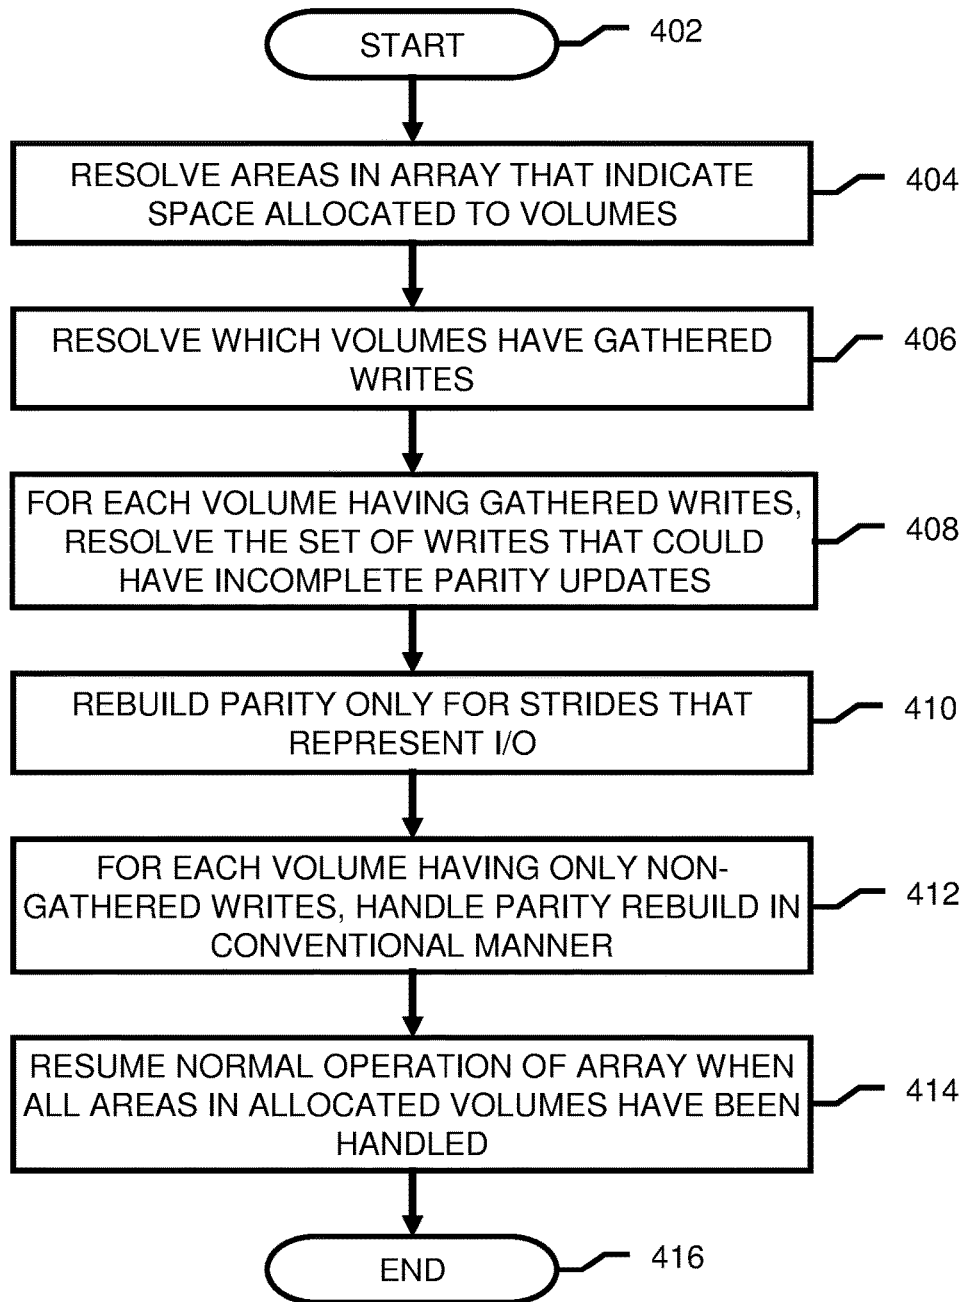 START
402
RESOLVE AREAS IN ARRAY THAT INDICATE
SPACE ALLOCATED TO VOLUMES
404
RESOLVE WHICH VOLUMES HAVE GATHERED
WRITES
406
FOR EACH VOLUME HAVING GATHERED WRITES,
RESOLVE THE SET OF WRITES THAT COULD
HAVE INCOMPLETE PARITY UPDATES
408
REBUILD PARITY ONLY FOR STRIDES THAT
REPRESENT I/O
410
FOR EACH VOLUME HAVING ONLY NON-
GATHERED WRITES, HANDLE PARITY REBUILD IN
CONVENTIONAL MANNER
412
RESUME NORMAL OPERATION OF ARRAY WHEN
ALL AREAS IN ALLOCATED VOLUMES HAVE BEEN
HANDLED
414
END
416